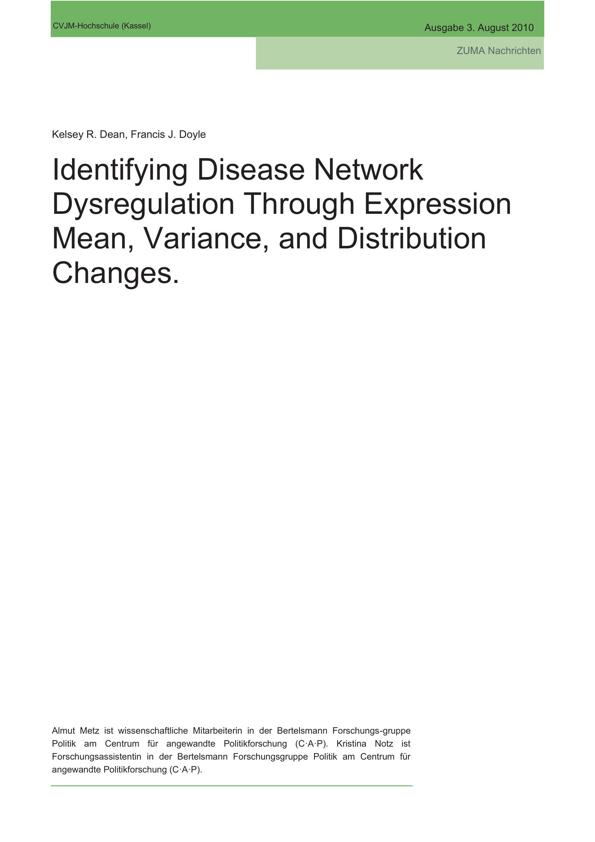 CVJM-Hochschule (Kassel)
Ausgabe 3. August 2010
ZUMA Nachrichten
Kelsey R. Dean, Francis J. Doyle
Identifying Disease Network
Dysregulation Through Expression
Mean, Variance, and Distribution
Changes.
Almut Metz ist wissenschaftliche Mitarbeiterin in der Bertelsmann Forschungs-gruppe
Politik am Centrum für angewandte Politikforschung (C·A·P). Kristina Notz ist
Forschungsassistentin in der Bertelsmann Forschungsgruppe Politik am Centrum für
angewandte Politikforschung (C·A·P).